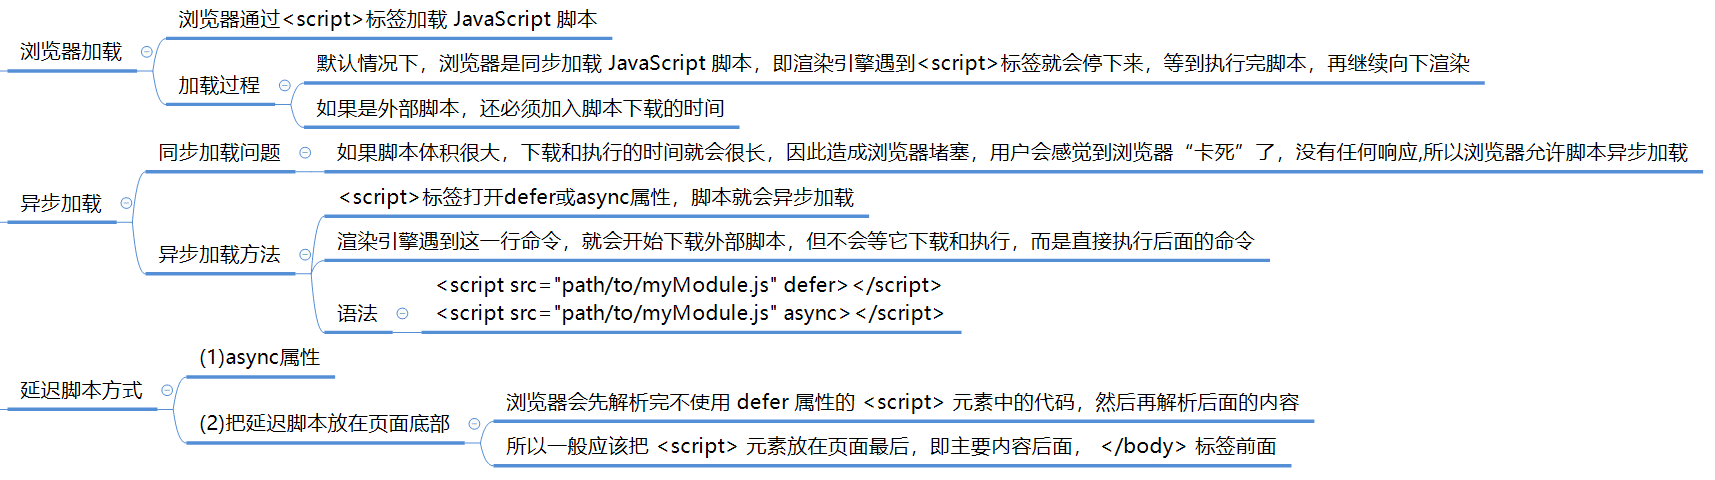 浏览器通过<script>标签加载 JavaScript 脚本
浏览器加载
默认情况下，浏览器是同步加载 JavaScript 脚本，即渲染引擎遇到<script>标签就会停下来，等到执行完脚本，再继续向下渲染
加载过程
如果是外部脚本，还必须加入脚本下载的时间
同步加载问题
如果脚本体积很大，下载和执行的时间就会很长，因此造成浏览器堵塞，用户会感觉到浏览器“卡死”了，没有任何响应,所以浏览器允许脚本异步加载
异步加载
<script>标签打开defer或async属性，脚本就会异步加载
异步加载方法
渲染引擎遇到这一行命令，就会开始下载外部脚本，但不会等它下载和执行，而是直接执行后面的命令
语法
<script src="path/to/myModule.js" defer></script>
<script src="path/to/myModule.js" async></script>
(1)async属性
延迟脚本方式
(2)把延迟脚本放在页面底部
浏览器会先解析完不使用 defer 属性的 <script> 元素中的代码，然后再解析后面的内容
所以一般应该把 <script> 元素放在页面最后，即主要内容后面， </body> 标签前面